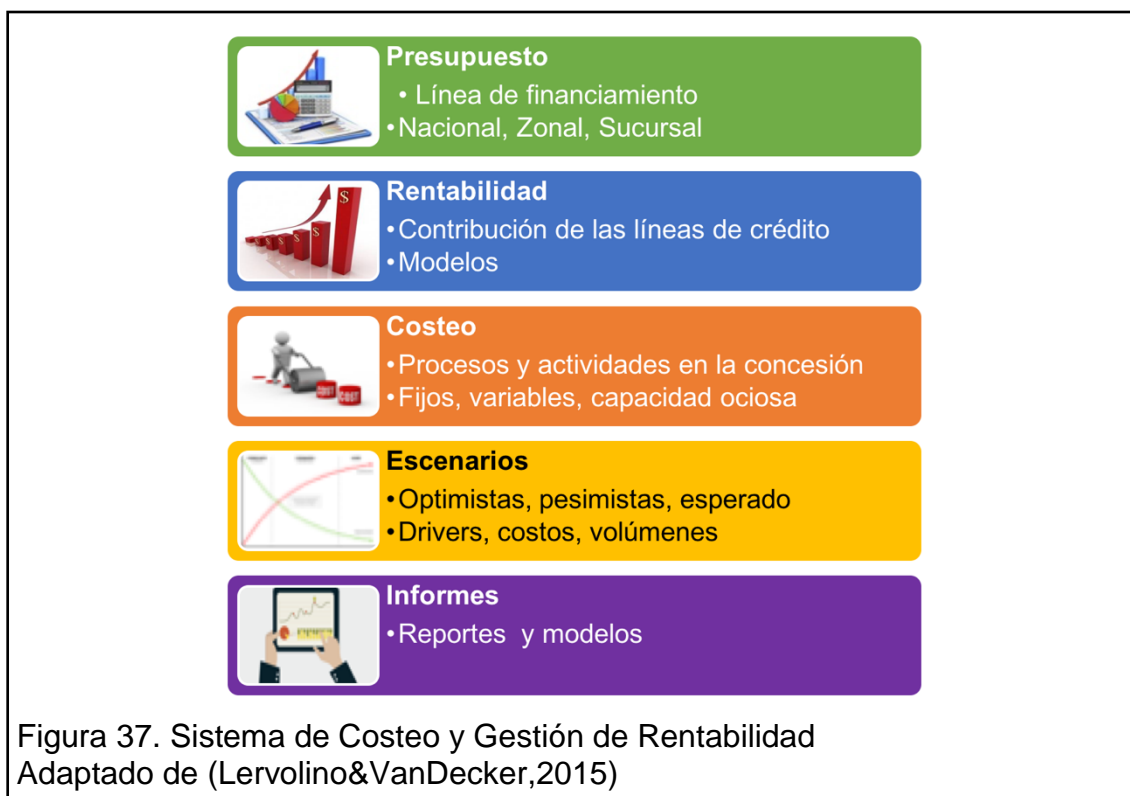 Presupuesto
• Línea de financiamiento
•Nacional, Zonal, Sucursal
$
$
$
$
Rentabilidad
•Contribución de las líneas de crédito
•Modelos
COST
COST
Costeo
•Procesos y actividades en la concesión
•Fijos, variables, capacidad ociosa
Escenarios
•Optimistas, pesimistas, esperado
•Drivers, costos, volúmenes
Informes
•Reportes y modelos
Figura 37. Sistema de Costeo y Gestión de Rentabilidad
Adaptado de (Lervolino&VanDecker,2015)